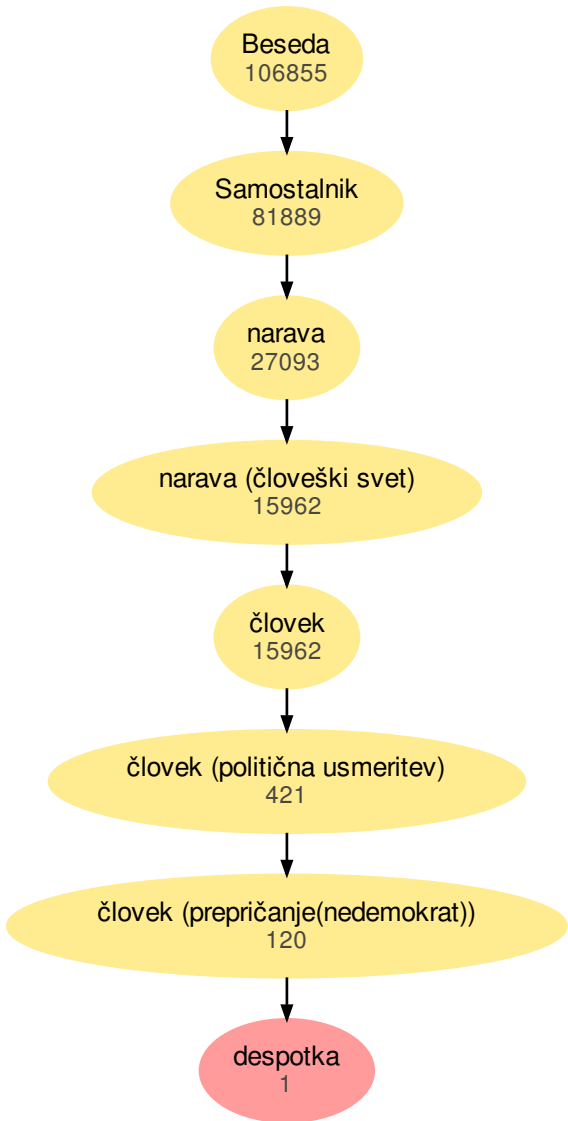 Beseda
106855
Samostalnik
81889
narava
27093
narava (človeški svet)
15962
človek
15962
človek (politična usmeritev)
421
človek (prepričanje(nedemokrat))
120
despotka
1